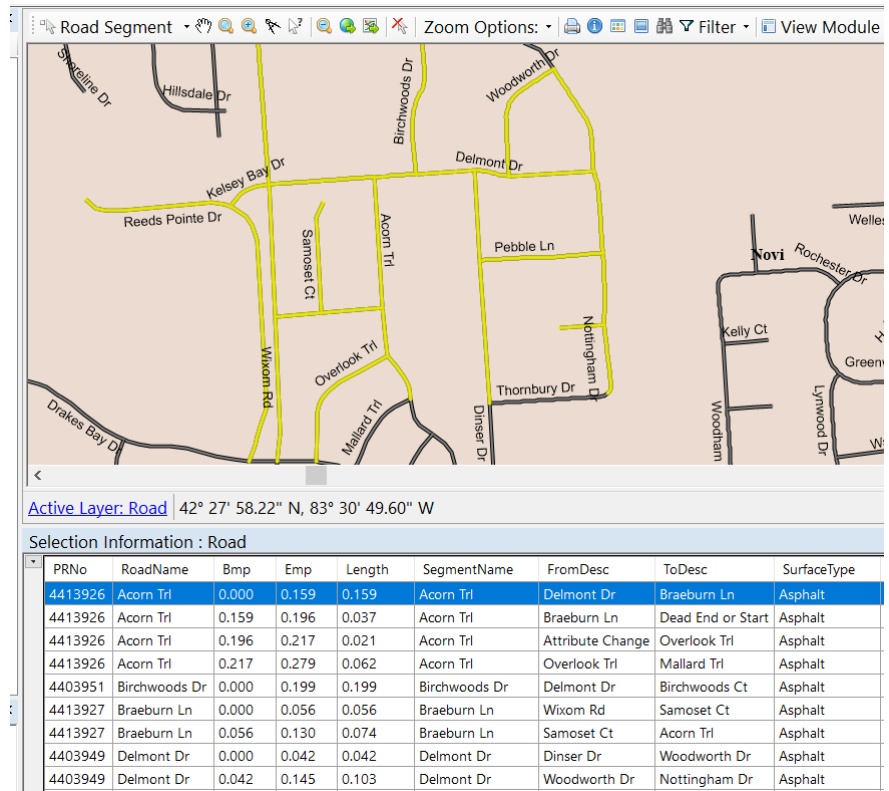 Road Segment Zoom Options: Filter View Module
Shoreline Dr
Hillsdale Dr
Birchwoods Dr
Woodworth Dr
Kelsey Bay Dr
Delmont Dr
Reeds Pointe Dr
Samoset Ct
Acorn Trl
Pebble Ln
Novi
Rochester Dr
Kelly Ct
Nottingham Dr
Wixom Rd
Overlook Trl
Thornbury Dr
Drakes Bay Dr
Mallard Trl
Dinser Dr
Woodham
Lynwood Dr
Active Layer: Road 42° 27' 58.22" N, 83° 30' 49.60" W
Selection Information : Road
PRNo RoadName Bmp Emp Length SegmentName FromDesc ToDesc SurfaceType
4413926 Acorn Trl 0.000 0.159 0.159 Acorn Trl Delmont Dr Braeburn Ln Asphalt
4413926 Acorn Trl 0.159 0.196 0.037 Acorn Trl Braeburn Ln Dead End or Start Asphalt
4413926 Acorn Trl 0.196 0.217 0.021 Acorn Trl Attribute Change Overlook Trl Asphalt
4413926 Acorn Trl 0.217 0.279 0.062 Acorn Trl Overlook Trl Mallard Trl Asphalt
4403951 Birchwoods Dr 0.000 0.199 0.199 Birchwoods Dr Delmont Dr Birchwoods Ct Asphalt
4413927 Braeburn Ln 0.000 0.056 0.056 Braeburn Ln Wixom Rd Samoset Ct Asphalt
4413927 Braeburn Ln 0.056 0.130 0.074 Braeburn Ln Samoset Ct Acorn Trl Asphalt
4403949 Delmont Dr 0.000 0.042 0.042 Delmont Dr Dinser Dr Woodworth Dr Asphalt
4403949 Delmont Dr 0.042 0.145 0.103 Delmont Dr Woodworth Dr Nottingham Dr Asphalt